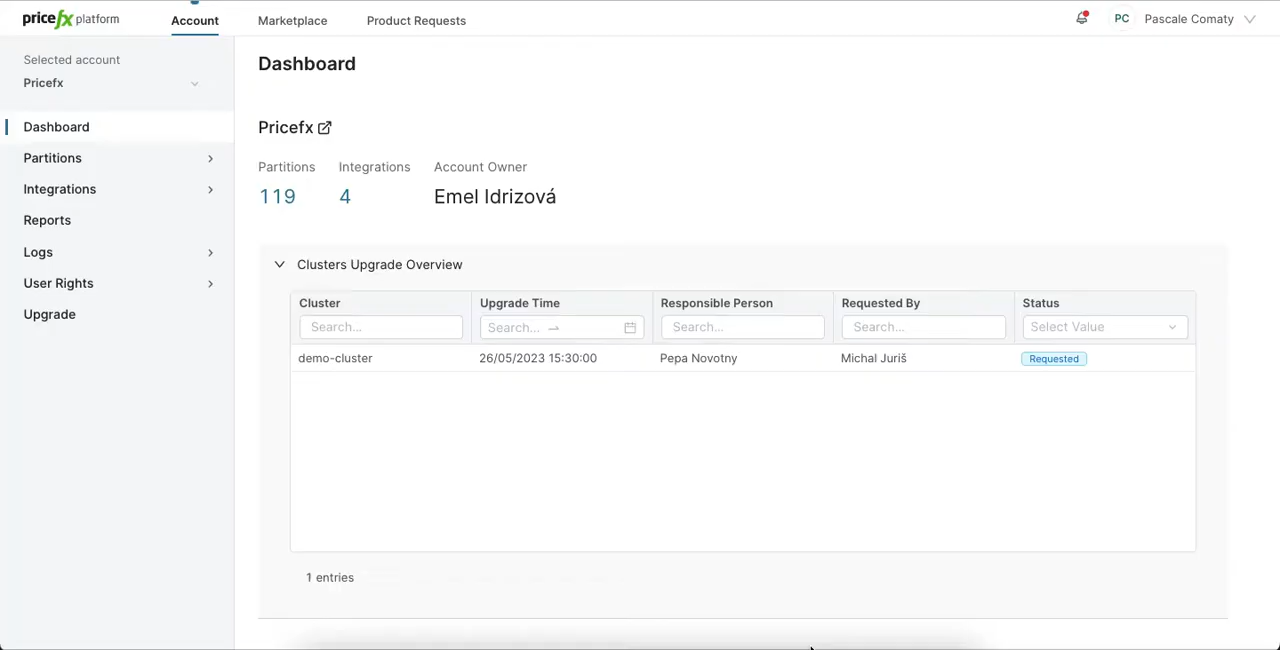 pricefx platform
Account
Marketplace
Product Requests
PC
Pascale Comaty
Selected account
Pricefx
Dashboard
Partitions
Integrations
Reports
Logs
User Rights
Upgrade
Dashboard
Pricefx
Partitions Integrations Account Owner
119 4 Emel Idrizová
Clusters Upgrade Overview
Cluster Upgrade Time Responsible Person Requested By Status
Search... Search... Search... Search... Select Value
demo-cluster 26/05/2023 15:30:00 Pepa Novotny Michal Juriš Requested
1 entries